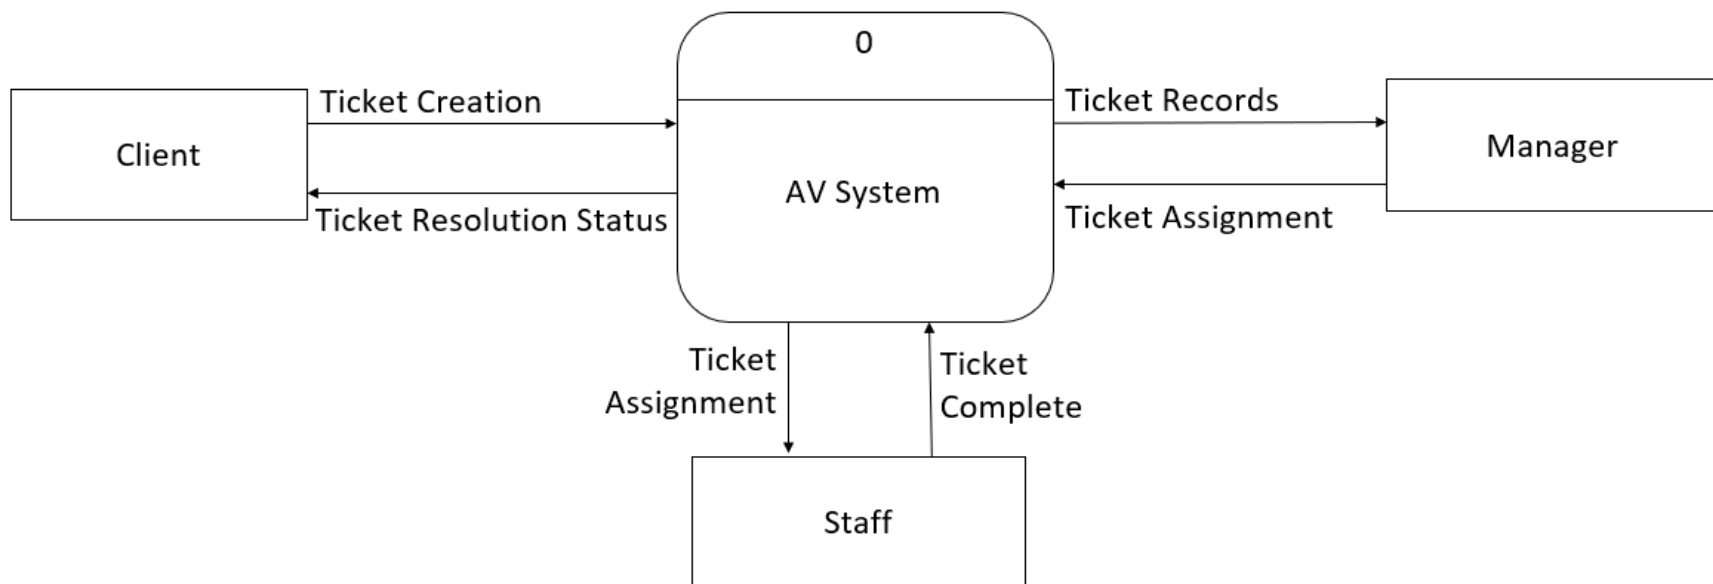 0
Ticket Creation
Ticket Records
Client
Manager
AV System
Ticket Resolution Status
Ticket Assignment
Ticket
Assignment
Ticket
Complete
Staff